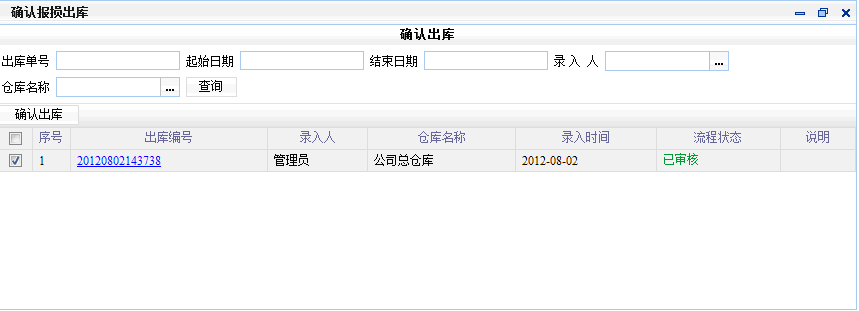 确认报损出库
确认出库
出库单号 起始日期 结束日期 录 入 人 ...
仓库名称 ... 查询
确认出库
序号 出库编号 录入人 仓库名称 录入时间 流程状态 说明
1 20120802143738 管理员 公司总仓库 2012-08-02 已审核